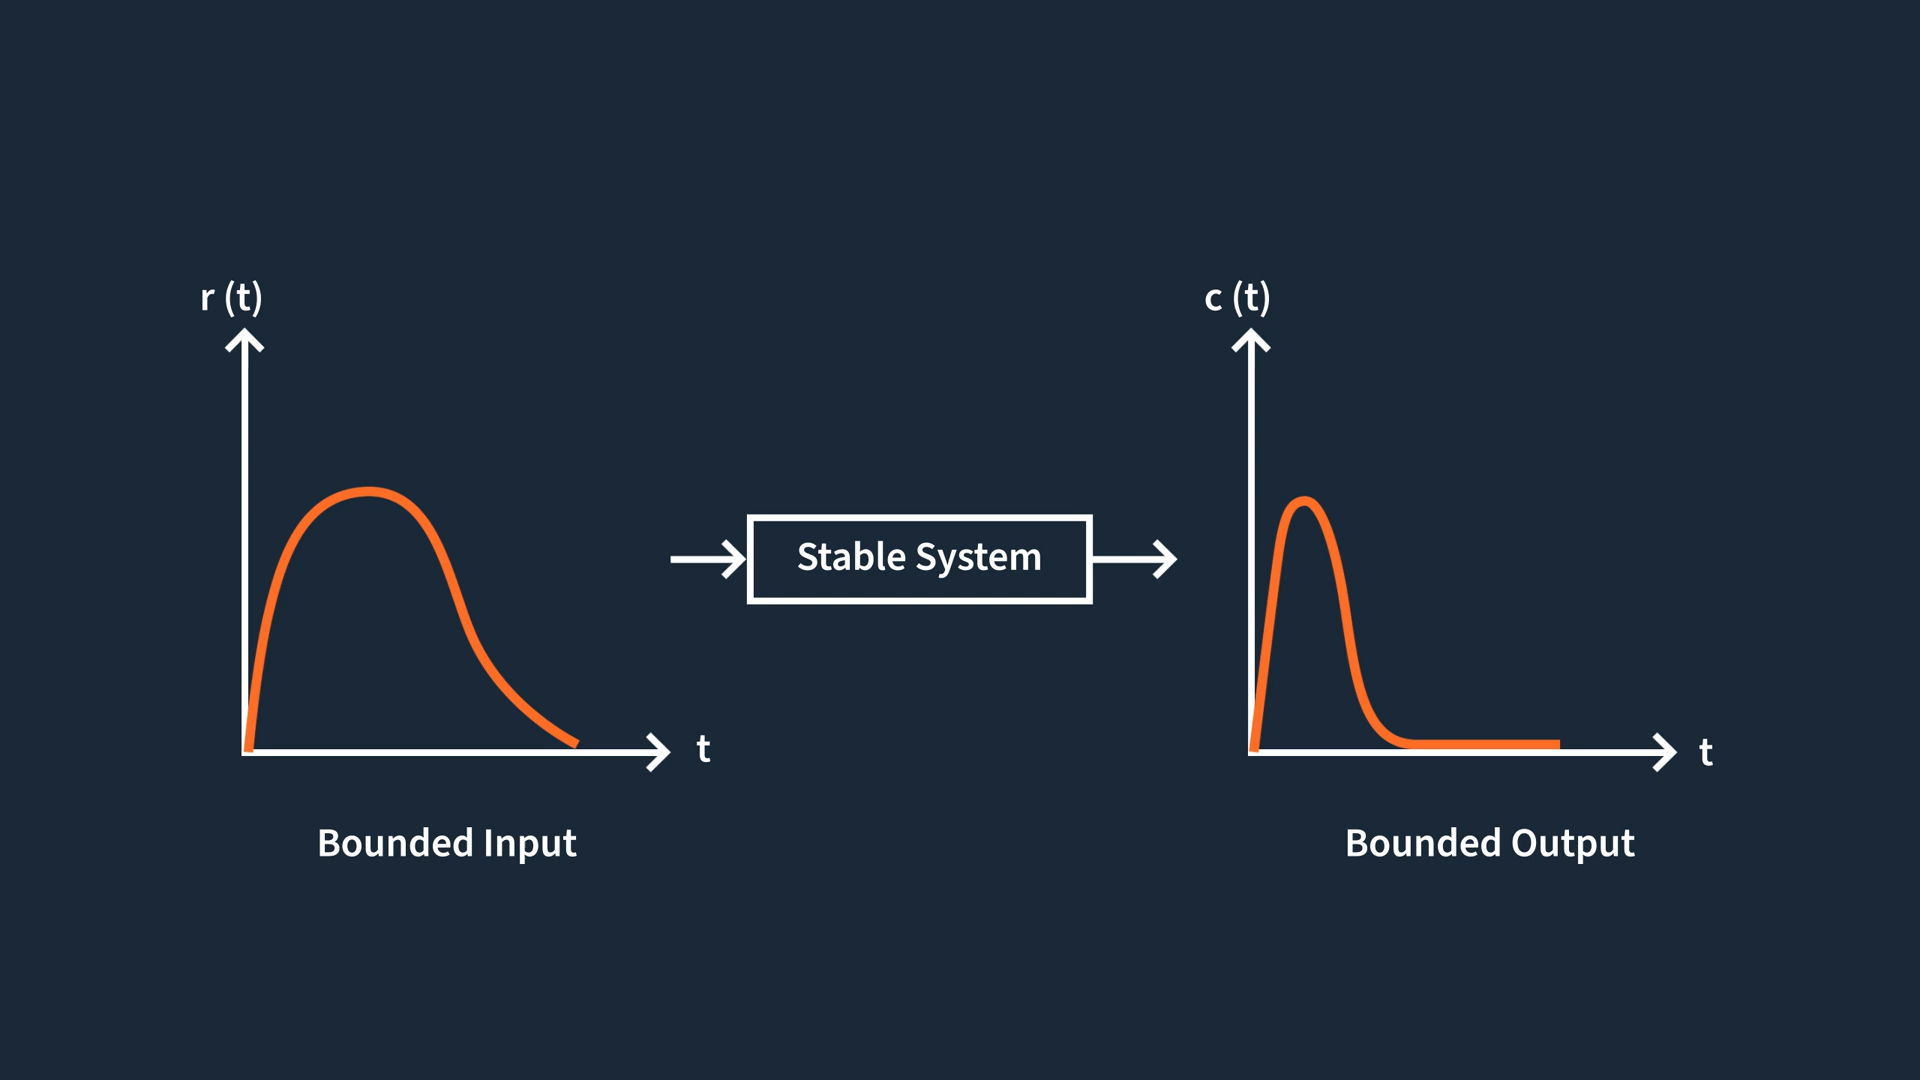 r (t)
c (t)
Stable System
t
t
Bounded Input
Bounded Output